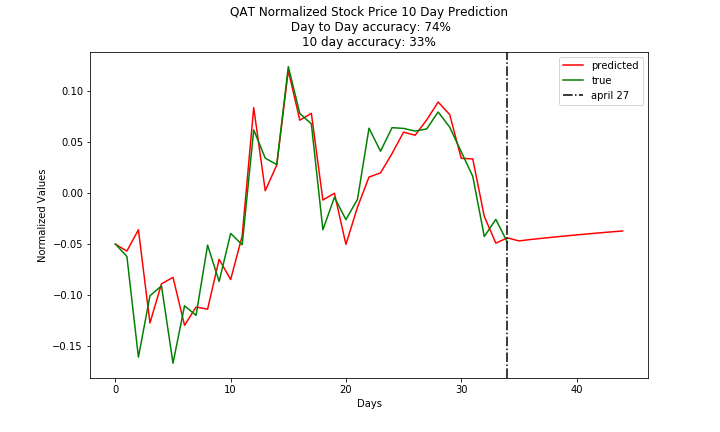 QAT Normalized Stock Price 10 Day Prediction
Day to Day accuracy: 74%
10 day accuracy: 33%
predicted
true
april 27
Normalized Values
0.10
0.05
0.00
−0.05
−0.10
−0.15
0 10 20 30 40
Days